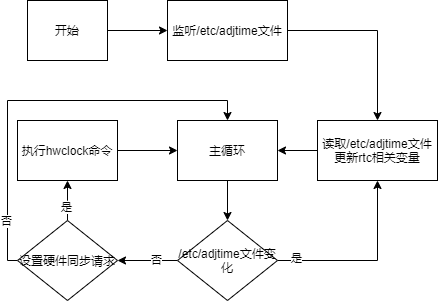 开始
监听/etc/adjtime文件
执行hwclock命令
主循环
读取/etc/adjtime文件
更新rtc相关变量
否
是
设置硬件同步请求
否
/etc/adjtime文件变
化
是